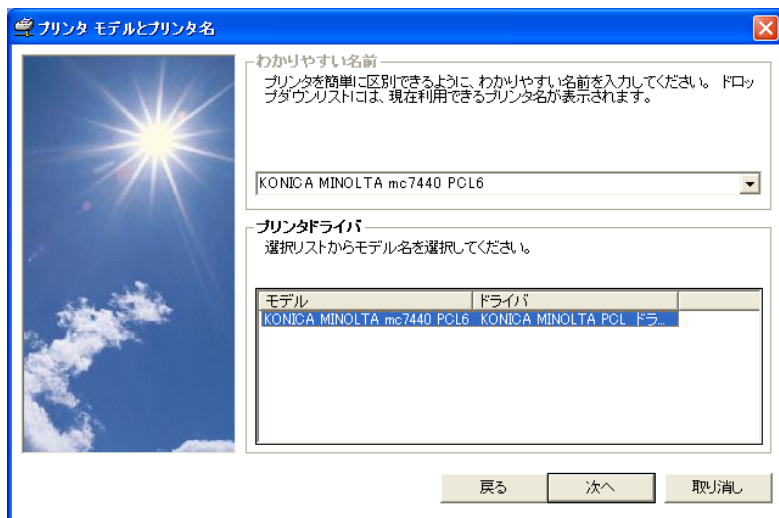 プリンタ モデルとプリンタ名
わかりやすい名前
プリンタを簡単に区別できるように、わかりやすい名前を入力してください。 ドロッ
プダウンリストには、現在利用できるプリンタ名が表示されます。
KONICA MINOLTA mc7440 PCL6
プリンタドライバ
選択リストからモデル名を選択してください。
モデル ドライバ
KONICA MINOLTA mc7440 PCL6 KONICA MINOLTA PCL ドラ...
戻る 次へ 取り消し